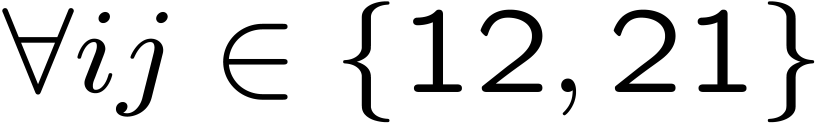 ∀ij ∈ {12, 21}